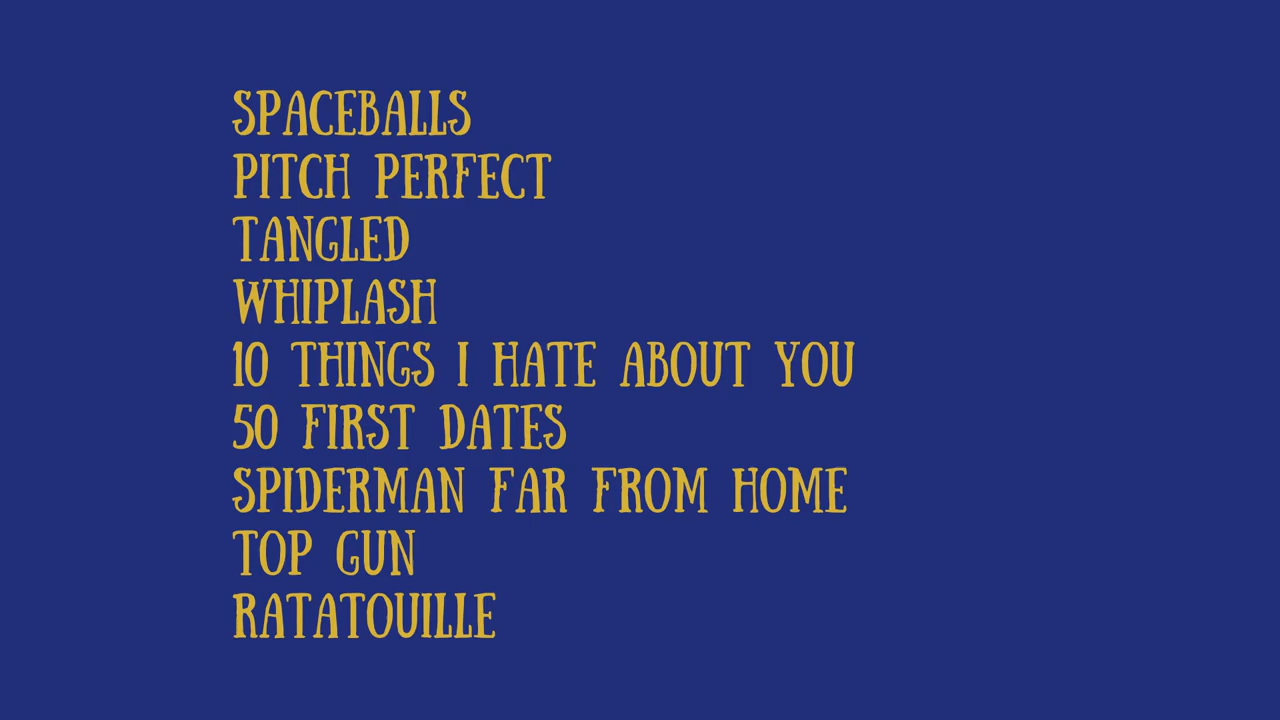 SPACEBALLS
PITCH PERFECT
TANGLED
WHIPLASH
10 THINGS I HATE ABOUT YOU
50 FIRST DATES
SPIDERMAN FAR FROM HOME
TOP GUN
RATATOUILLE